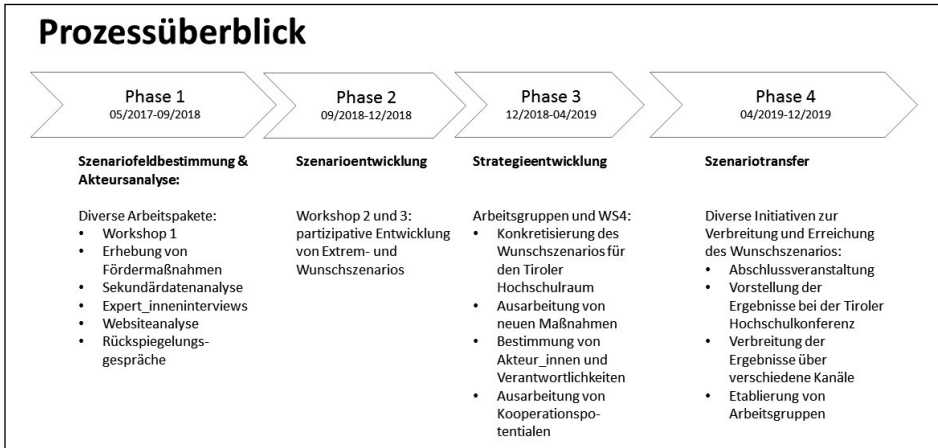 Prozessüberblick
Phase 1
05/2017-09/2018
Phase 2
09/2018-12/2018
Phase 3
12/2018-04/2019
Phase 4
04/2019-12/2019
Szenariofeldbestimmung &
Akteursanalyse:
Diverse Arbeitspakete:
• Workshop 1
• Erhebung von
Fördermaßnahmen
• Sekundärdatenanalyse
• Expert_inneninterviews
• Websiteanalyse
• Rückspiegelungs-
gespräche
Szenarioentwicklung
Workshop 2 und 3:
partizipative Entwicklung
von Extrem- und
Wunschszenarios
Strategieentwicklung
Arbeitsgruppen und WS4:
• Konkretisierung des
Wunschszenarios für
den Tiroler
Hochschulraum
• Ausarbeitung von
neuen Maßnahmen
• Bestimmung von
Akteur_innen und
Verantwortlichkeiten
• Ausarbeitung von
Kooperationspo-
tentialen
Szenariotransfer
Diverse Initiativen zur
Verbreitung und Erreichung
des Wunschszenarios:
• Abschlussveranstaltung
• Vorstellung der
Ergebnisse bei der Tiroler
Hochschulkonferenz
• Verbreitung der
Ergebnisse über
verschiedene Kanäle
• Etablierung von
Arbeitsgruppen